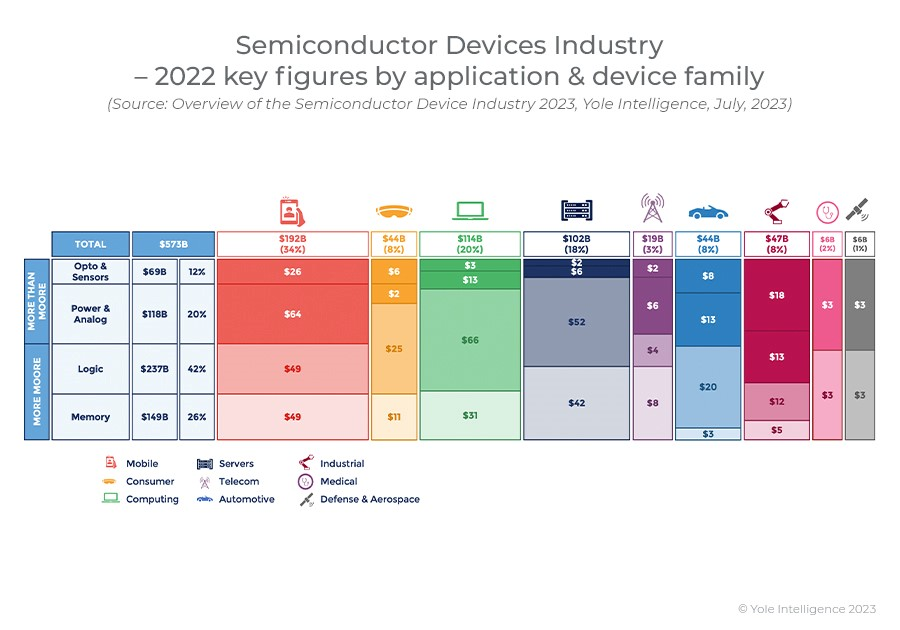 Semiconductor Devices Industry
– 2022 key figures by application & device family
(Source: Overview of the Semiconductor Device Industry 2023, Yole Intelligence, July, 2023)
TOTAL $573B $192B $44B $114B $102B $19B $44B $47B $6B $6B
(34%) (8%) (20%) (18%) (3%) (8%) (8%) (2%) (1%)
MORE THAN
MOORE
Opto &
Sensors
$69B 12% $26 $6 $3 $2 $2 $8 $18 $3 $3
$2 $13 $6 $6
Power &
Analog
$118B 20% $64 $13
MORE MOORE
Logic $237B 42% $49 $25 $66 $52 $4 $20 $13 $3 $3
$12
Memory $149B 26% $49 $11 $31 $42 $8 $3 $5
Mobile Servers Industrial
Consumer Telecom Medical
Computing Automotive Defense & Aerospace
© Yole Intelligence 2023